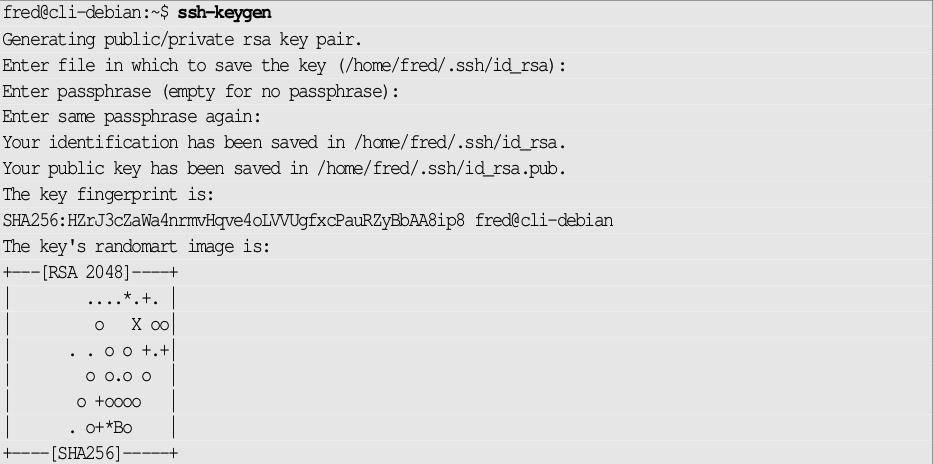 fred@cli-debian:~$ ssh-keygen
Generating public/private rsa key pair.
Enter file in which to save the key (/home/fred/.ssh/id_rsa):
Enter passphrase (empty for no passphrase):
Enter same passphrase again:
Your identification has been saved in /home/fred/.ssh/id_rsa.
Your public key has been saved in /home/fred/.ssh/id_rsa.pub.
The key fingerprint is:
SHA256:HZrJ3cZaWa4nrmvHqve4oLVVUgfxcPauRZyBbAA8ip8 fred@cli-debian
The key's randomart image is:
+---[RSA 2048]----+
|         ....*.+. |
|          o   X oo|
|       . . o o +.+|
|         o o.o o  |
|        o +oooo   |
|       . o+*Bo    |
+----[SHA256]-----+